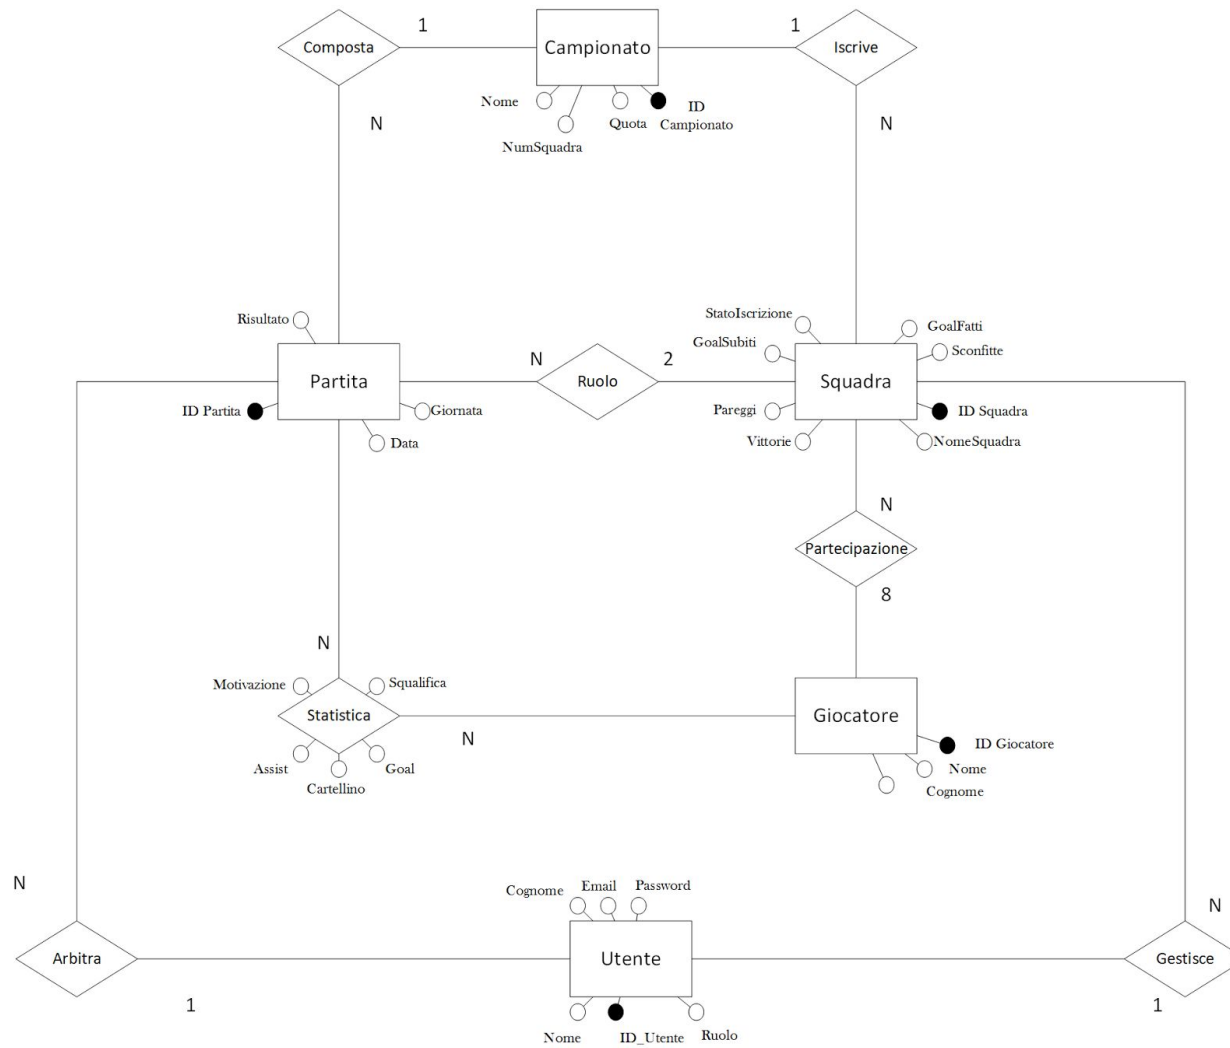 1
1
Composta
Campionato
Iscrive
Nome
ID
Campionato
Quota
NumSquadra
N
N
Risultato
StatoIscrizione
GoalFatti
GoalSubiti
Sconfitte
N
2
Partita
Ruolo
Squadra
ID Partita
Giornata
Pareggi
ID Squadra
Data
Vittorie
NomeSquadra
N
Partecipazione
8
N
Motivazione
Squalifica
Statistica
Giocatore
N
ID Giocatore
Assist
Goal
Nome
Cartellino
Cognome
N
Cognome
Email
Password
N
Arbitra
Utente
Gestisce
1
1
Nome
ID_Utente
Ruolo